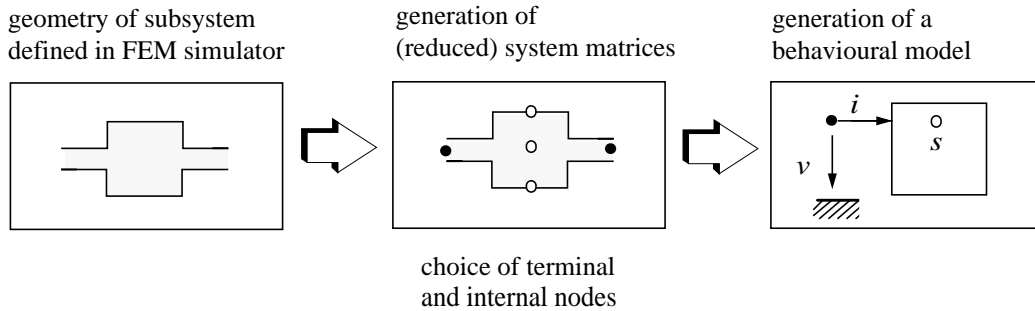 geometry of subsystem
defined in FEM simulator
generation of
(reduced) system matrices
generation of a
behavioural model
i
s
v
choice of terminal
and internal nodes